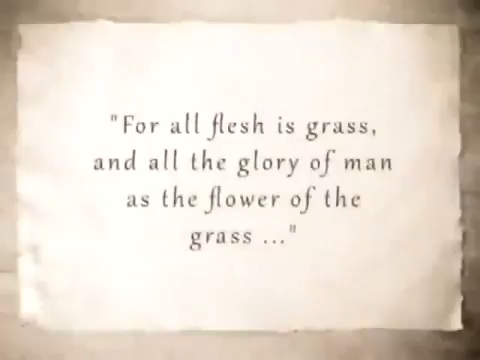 "For all flesh is grass,
and all the glory of man
as the flower of the
grass ..."